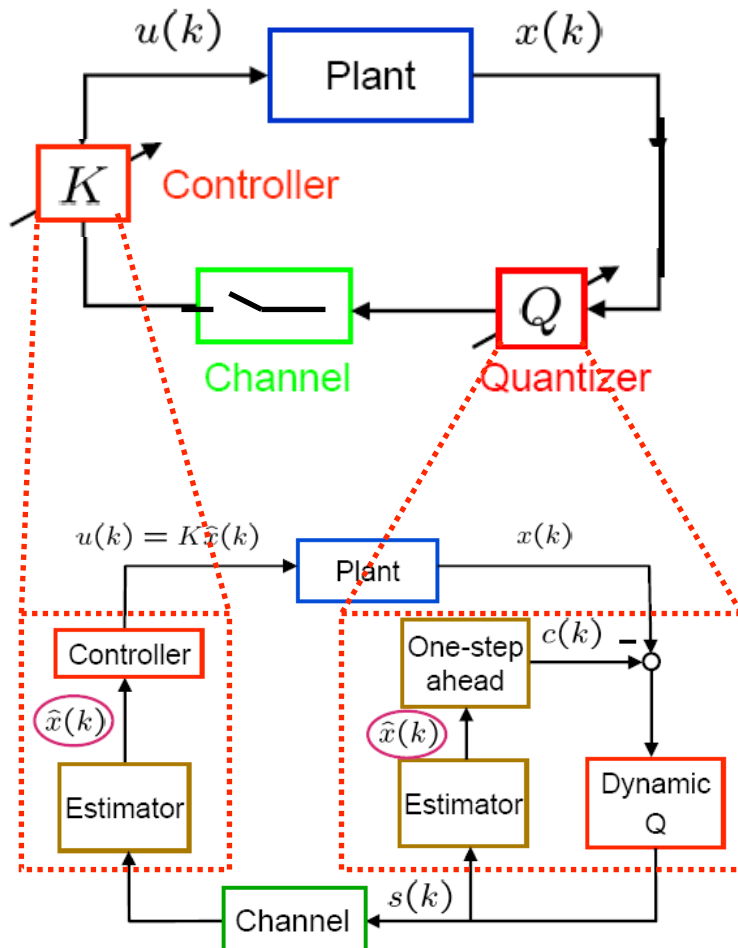 u(k)
x(k)
Plant
K
Controller
Q
Channel
Quantizer
u(k) = Kx̂(k)
x(k)
Plant
Controller
One-step
ahead
c(k)
−
x̂(k)
x̂(k)
Estimator
Estimator
Dynamic
Q
s(k)
Channel